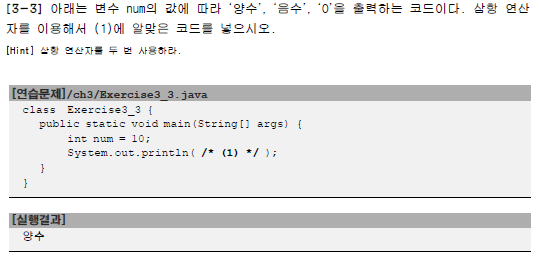 [3-3] 아래는 변수 num의 값에 따라 ‘양수’, ‘음수’, ‘0’을 출력하는 코드이다. 삼항 연산
자를 이용해서 (1)에 알맞은 코드를 넣으시오.
[Hint] 삼항 연산자를 두 번 사용하라.
[연습문제]/ch3/Exercise3_3.java
class Exercise3_3 {
public static void main(String[] args) {
int num = 10;
System.out.println( /* (1) */ );
}
}
[실행결과]
양수